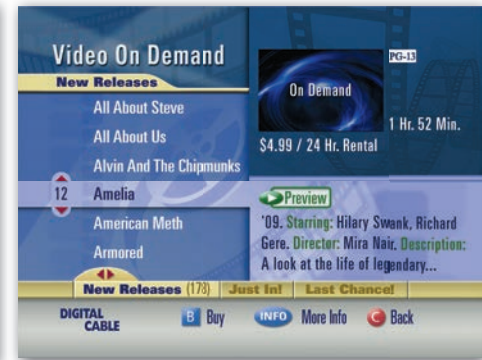 Video On Demand
New Releases
All About Steve
All About Us
Alvin And The Chipmunks
12 Amelia
American Meth
Armored
PG-13
On Demand
1 Hr. 52 Min.
$4.99 / 24 Hr. Rental
Preview
'09. Starring: Hilary Swank, Richard
Gere. Director: Mira Nair. Description:
A look at the life of legendary...
New Releases (178) Just In! Last Chance!
DIGITAL
CABLE
B Buy INFO More Info C Back